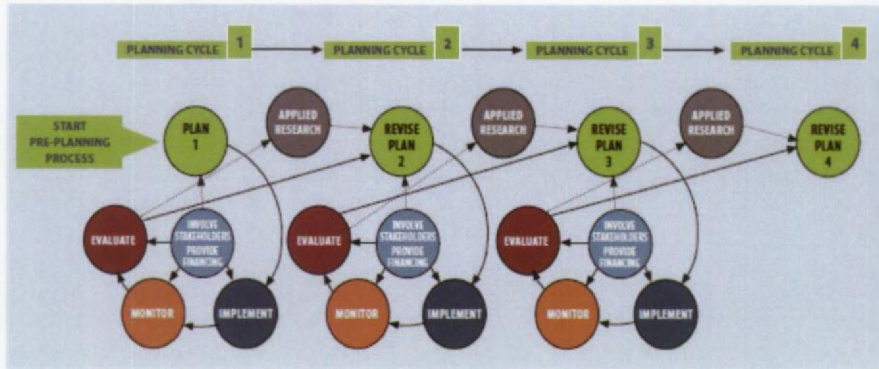 PLANNING CYCLE 1
PLANNING CYCLE 2
PLANNING CYCLE 3
PLANNING CYCLE 4
START
PRE-PLANNING
PROCESS
PLAN
1
APPLIED
RESEARCH
REVISE
PLAN
2
APPLIED
RESEARCH
REVISE
PLAN
3
APPLIED
RESEARCH
REVISE
PLAN 4
EVALUATE
INVOLVE
STAKEHOLDERS
PROVIDE
FINANCING
MONITOR
IMPLEMENT
EVALUATE
INVOLVE
STAKEHOLDERS
PROVIDE
FINANCING
MONITOR
IMPLEMENT
EVALUATE
INVOLVE
STAKEHOLDERS
PROVIDE
FINANCING
MONITOR
IMPLEMENT